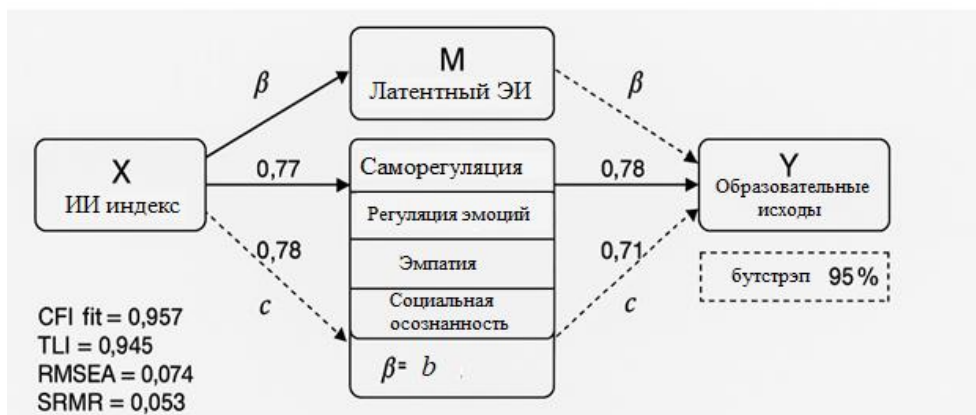 M
Латентный ЭИ
β
β
X
ИИ индекс
0,77
Саморегуляция
0,78
Y
Образовательные
исходы
Регуляция эмоций
0,78
Эмпатия
0,71
бутстрэп 95%
c
Социальная
осознанность
c
β= b
CFI fit = 0,957
TLI = 0,945
RMSEA = 0,074
SRMR = 0,053